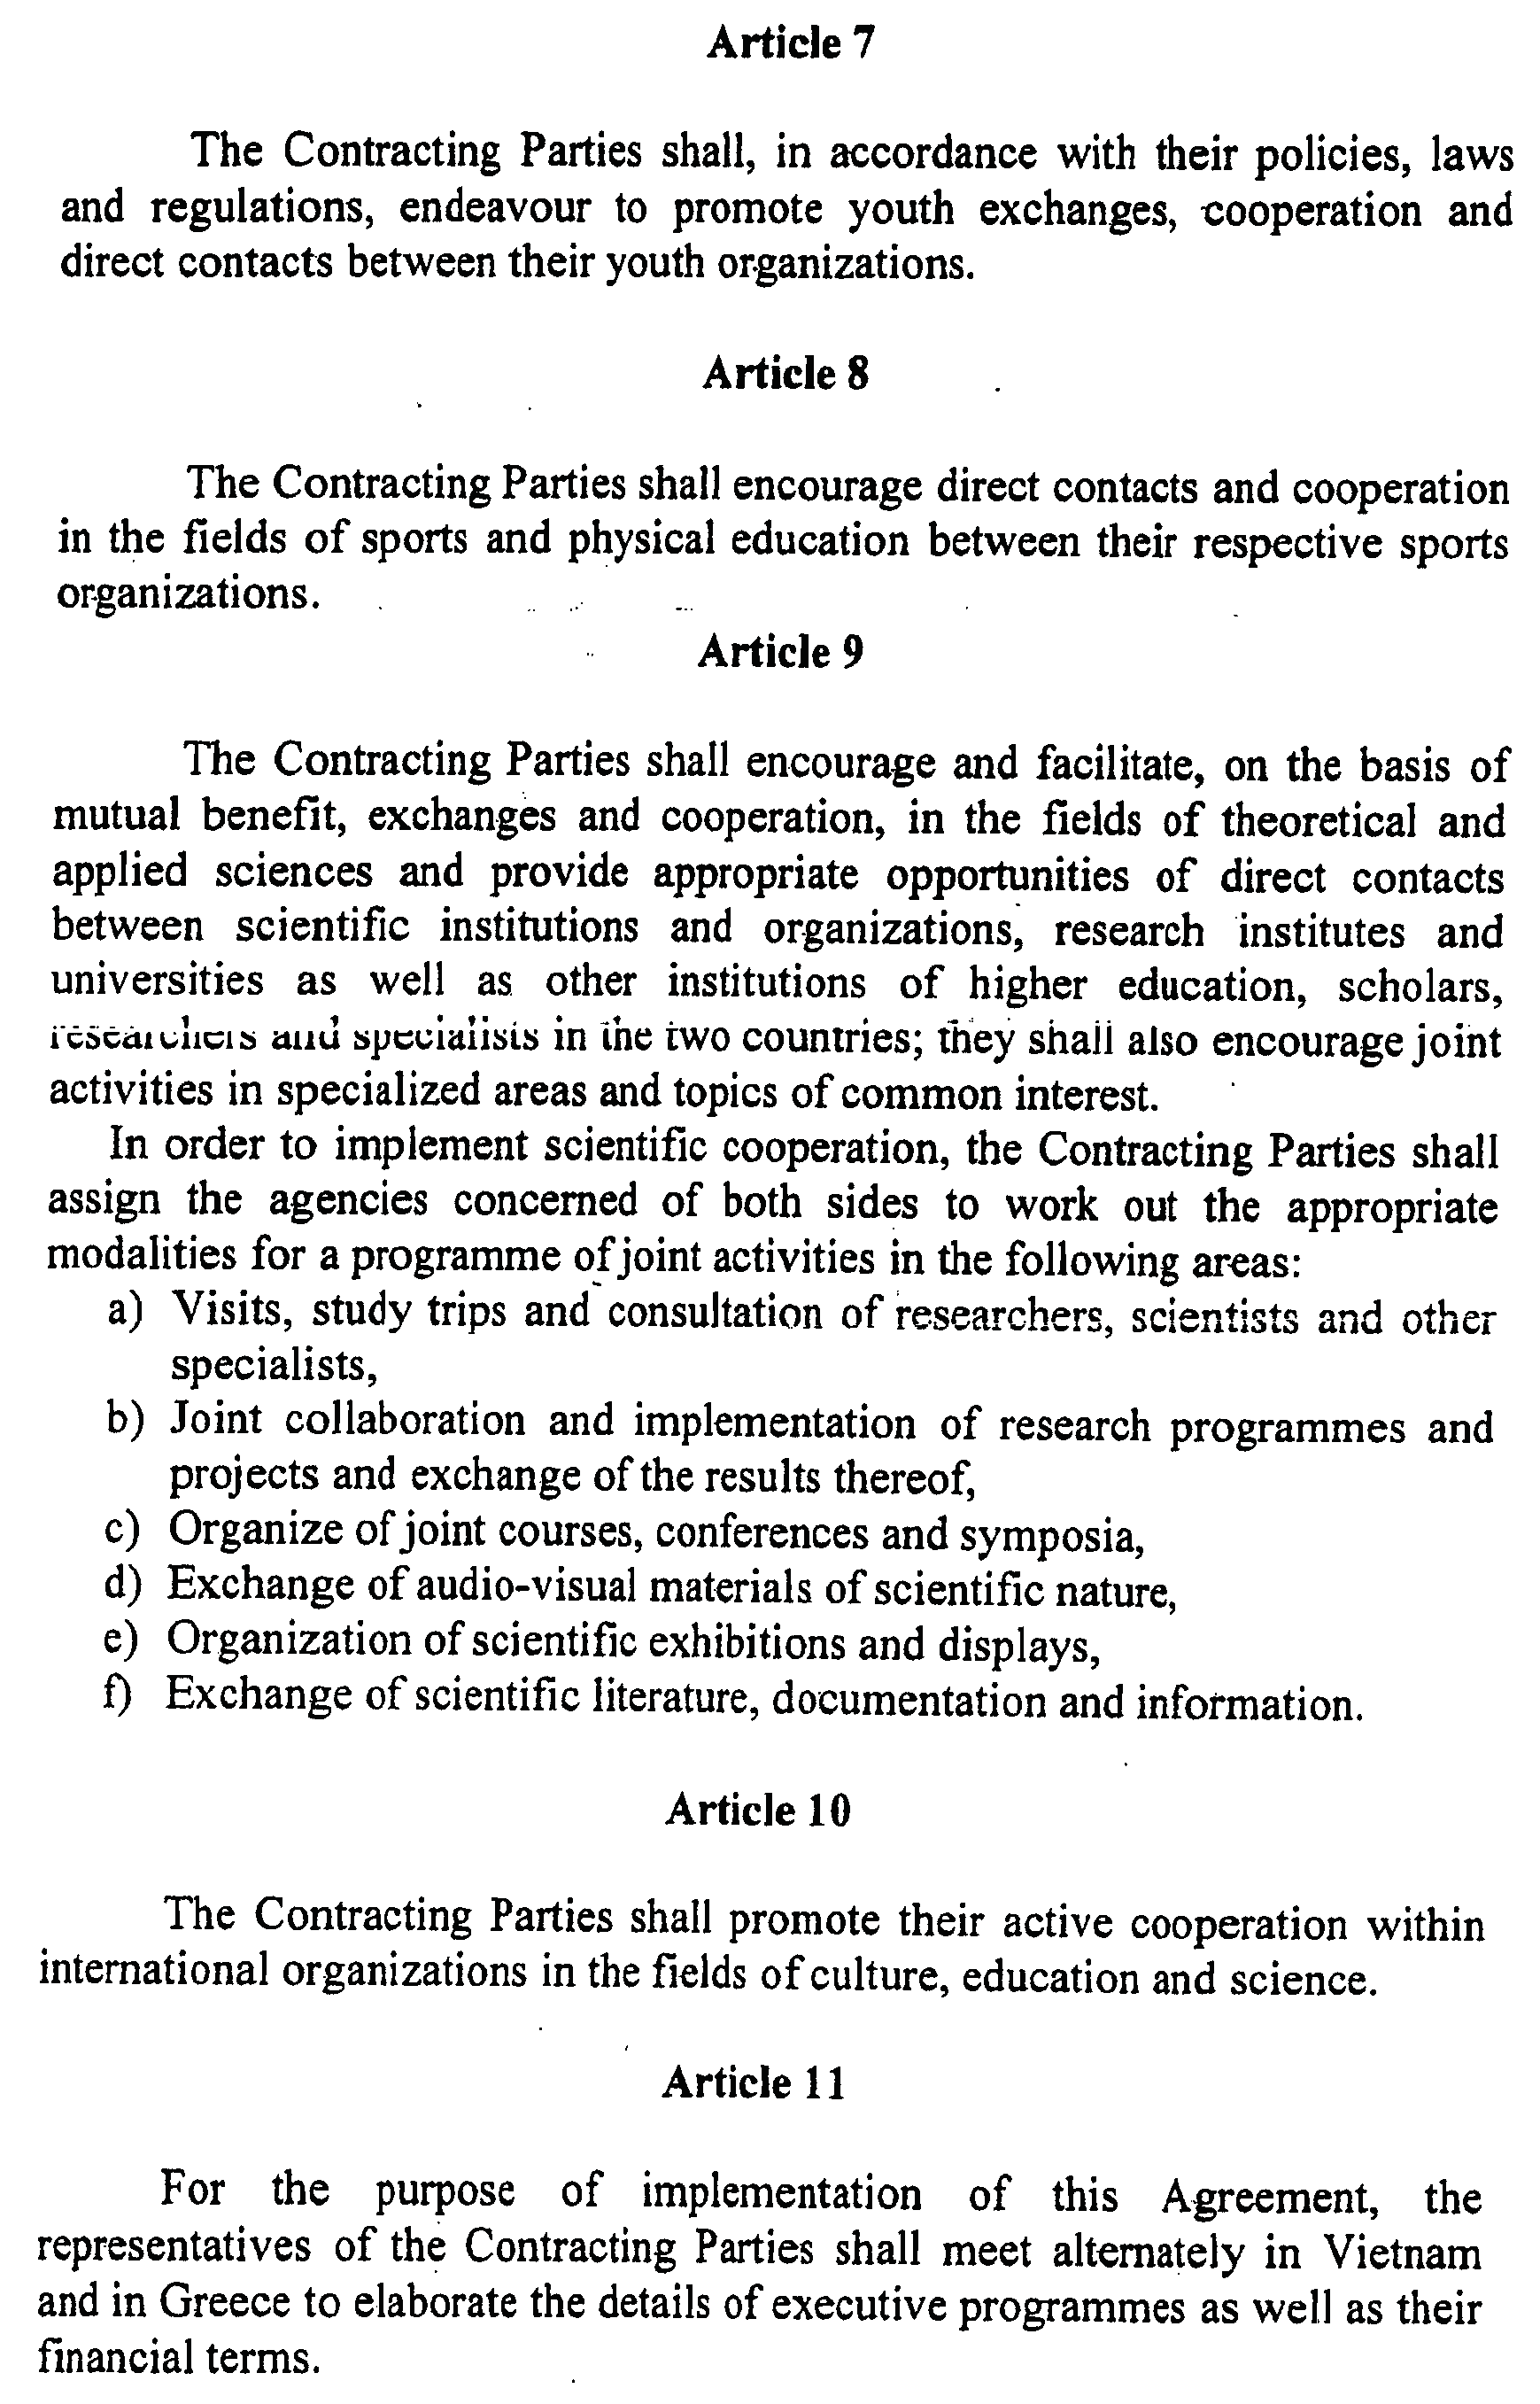 Article 7
The Contracting Parties shall, in accordance with their policies, laws
and regulations, endeavour to promote youth exchanges, cooperation and
direct contacts between their youth organizations.
Article 8
The Contracting Parties shall encourage direct contacts and cooperation
in the fields of sports and physical education between their respective sports
organizations.
Article 9
The Contracting Parties shall encourage and facilitate, on the basis of
mutual benefit, exchanges and cooperation, in the fields of theoretical and
applied sciences and provide appropriate opportunities of direct contacts
between scientific institutions and organizations, research institutes and
universities as well as other institutions of higher education, scholars,
researchers and specialists in the two countries; they shall also encourage joint
activities in specialized areas and topics of common interest.
In order to implement scientific cooperation, the Contracting Parties shall
assign the agencies concerned of both sides to work out the appropriate
modalities for a programme of joint activities in the following areas:
a) Visits, study trips and consultation of researchers, scientists and other
specialists,
b) Joint collaboration and implementation of research programmes and
projects and exchange of the results thereof,
c) Organize of joint courses, conferences and symposia,
d) Exchange of audio-visual materials of scientific nature,
e) Organization of scientific exhibitions and displays,
f) Exchange of scientific literature, documentation and information.
Article 10
The Contracting Parties shall promote their active cooperation within
international organizations in the fields of culture, education and science.
Article 11
For the purpose of implementation of this Agreement, the
representatives of the Contracting Parties shall meet alternately in Vietnam
and in Greece to elaborate the details of executive programmes as well as their
financial terms.